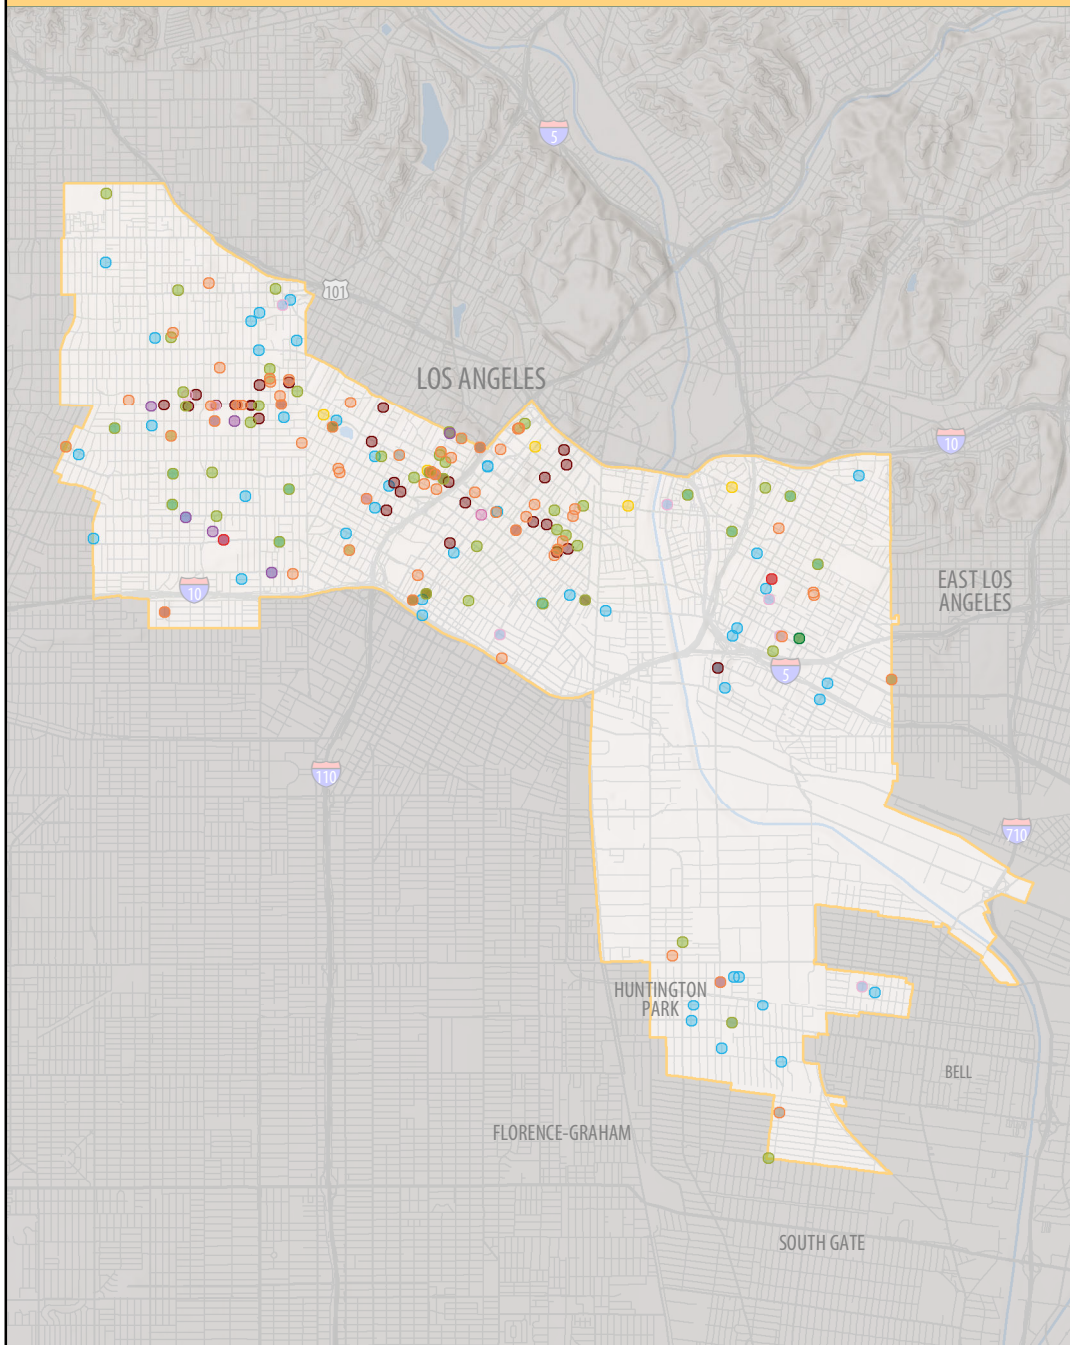 5
101
LOS ANGELES
10
EAST LOS
ANGELES
10
5
110
710
HUNTINGTON
PARK
BELL
FLORENCE-GRAHAM
SOUTH GATE